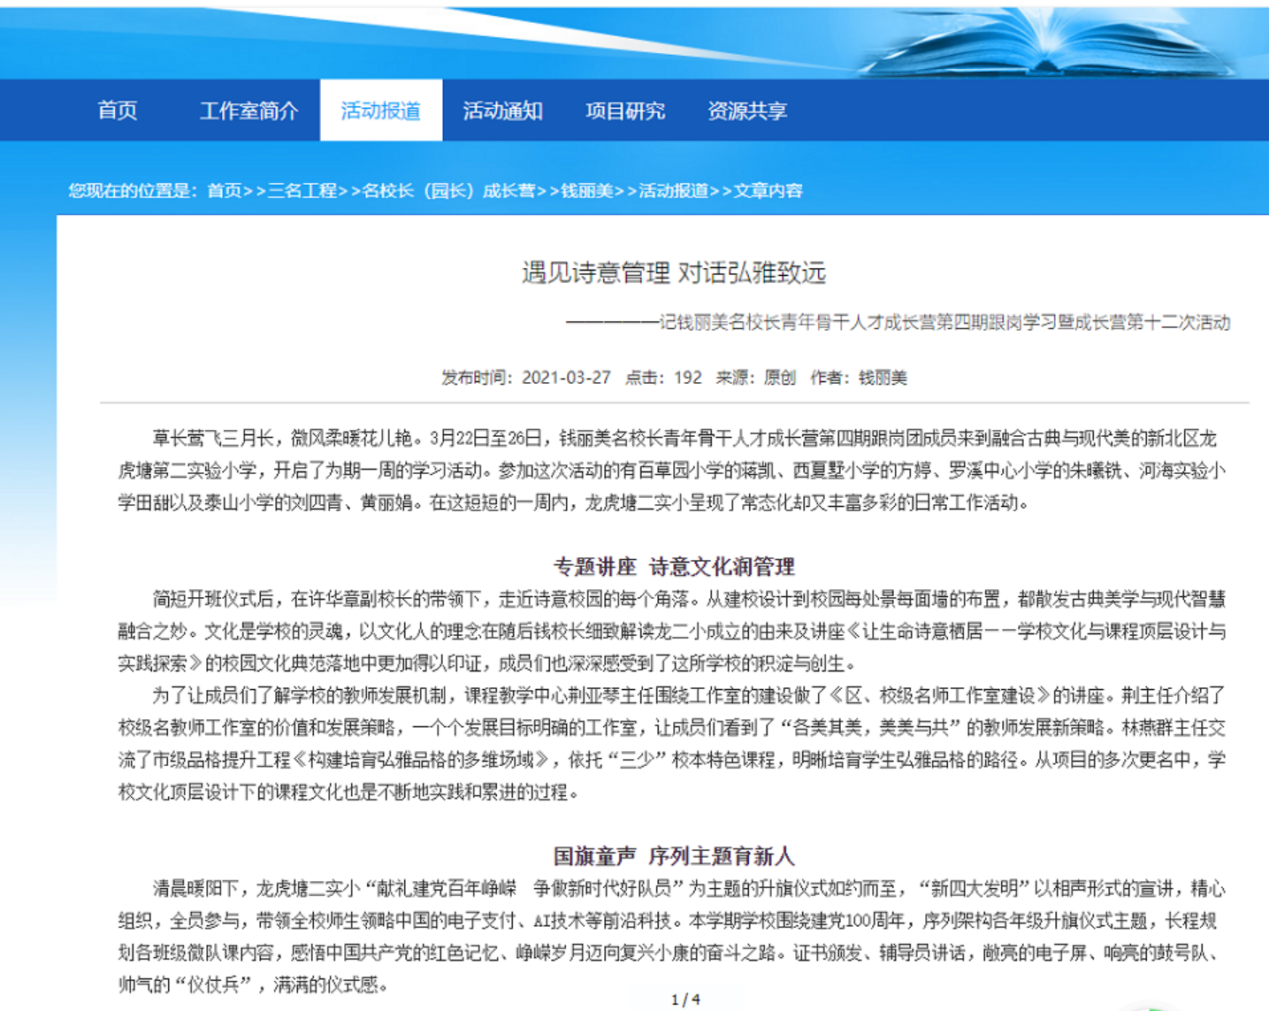 首页 工作室简介 活动报道 活动通知 项目研究 资源共享
您现在的位置是：首页>>三名工程>>名校长（园长）成长营>>钱丽美>>活动报道>>文章内容
遇见诗意管理 对话弘雅致远
—————记钱丽美名校长青年骨干人才成长营第四期跟岗学习暨成长营第十二次活动
发布时间：2021-03-27 点击：192 来源：原创 作者：钱丽美
草长莺飞三月长，微风柔暖花儿艳。3月22日至26日，钱丽美名校长青年骨干人才成长营第四期跟岗团成员来到融合古典与现代美的新北区龙
虎塘第二实验小学，开启了为期一周的学习活动。参加这次活动的有百草园小学的蒋凯、西夏墅小学的方婷、罗溪中心小学的朱曦铣、河海实验小
学田甜以及泰山小学的刘四青、黄丽娟。在这短短的一周内，龙虎塘二实小呈现了常态化却又丰富多彩的日常工作活动。
专题讲座 诗意文化润管理
简短开班仪式后，在许华章副校长的带领下，走近诗意校园的每个角落。从建校设计到校园每处景每面墙的布置，都散发古典美学与现代智慧
融合之妙。文化是学校的灵魂，以文化人的理念在随后钱校长细致解读龙二小成立的由来及讲座《让生命诗意栖居——学校文化与课程顶层设计与
实践探索》的校园文化典范落地中更加得以印证，成员们也深深感受到了这所学校的积淀与创生。
为了让成员们了解学校的教师发展机制，课程教学中心荆亚琴主任围绕工作室的建设做了《区、校级名师工作室建设》的讲座。荆主任介绍了
校级名教师工作室的价值和发展策略，一个个发展目标明确的工作室，让成员们看到了“各美其美，美美与共”的教师发展新策略。林燕群主任交
流了市级品格提升工程《构建培育弘雅品格的多维场域》，依托“三少”校本特色课程，明晰培育学生弘雅品格的路径。从项目的多次更名中，学
校文化顶层设计下的课程文化也是不断地实践和累进的过程。
国旗童声 序列主题育新人
清晨暖阳下，龙虎塘二实小“献礼建党百年峥嵘 争做新时代好队员”为主题的升旗仪式如约而至，“新四大发明”以相声形式的宣讲，精心
组织，全员参与，带领全校师生领略中国的电子支付、AI技术等前沿科技。本学期学校围绕建党100周年，序列架构各年级升旗仪式主题，长程规
划各班级微队课内容，感悟中国共产党的红色记忆、峥嵘岁月迈向复兴小康的奋斗之路。证书颁发、辅导员讲话，敞亮的电子屏、响亮的鼓号队、
帅气的“仪仗兵”，满满的仪式感。
1/4